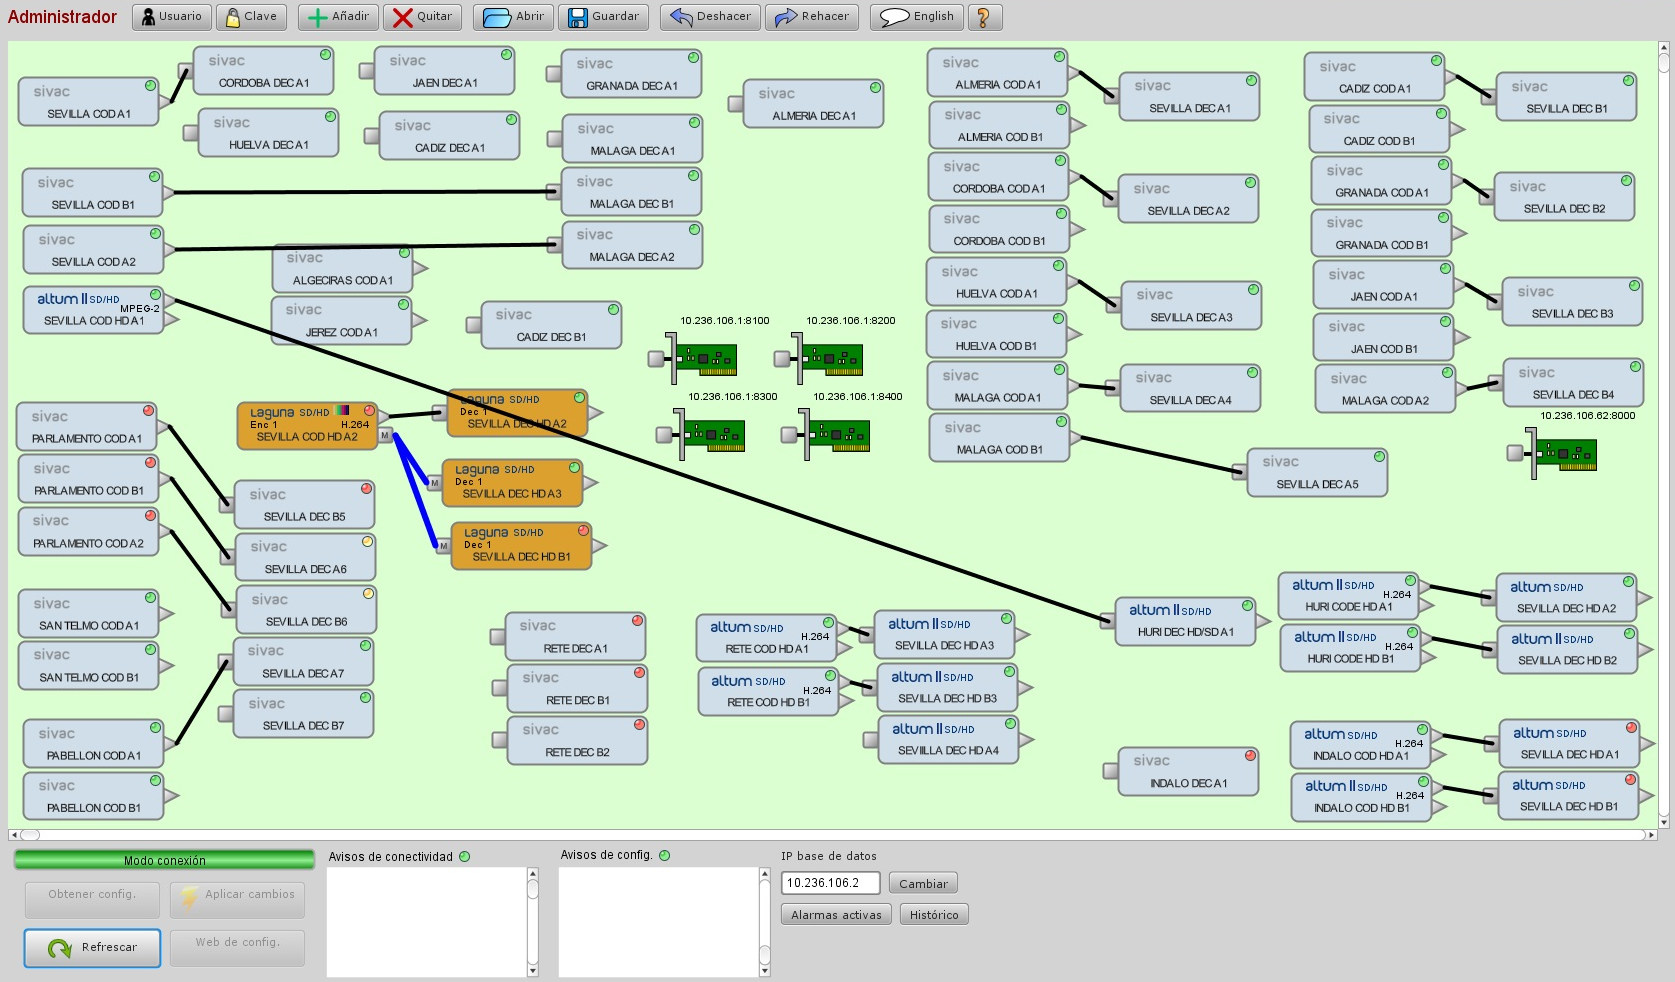 Administrador
Usuario
Clave
Añadir
Quitar
Abrir
Guardar
Deshacer
Rehacer
English
sivac
SEVILLA COD A1
sivac
CORDOBA DEC A1
sivac
JAEN DEC A1
sivac
GRANADA DEC A1
sivac
ALMERIA DEC A1
sivac
HUELVA DEC A1
sivac
CADIZ DEC A1
sivac
MALAGA DEC A1
sivac
SEVILLA COD B1
sivac
MALAGA DEC B1
sivac
SEVILLA COD A2
sivac
MALAGA DEC A2
sivac
ALGECIRAS COD A1
altum II SD/HD
MPEG-2
SEVILLA COD HD A1
sivac
JEREZ COD A1
sivac
CADIZ DEC B1
10.236.106.1:8100
10.236.106.1:8200
10.236.106.1:8300
10.236.106.1:8400
sivac
ALMERIA COD A1
sivac
SEVILLA DEC A1
sivac
ALMERIA COD B1
sivac
CORDOBA COD A1
sivac
SEVILLA DEC A2
sivac
CORDOBA COD B1
sivac
HUELVA COD A1
sivac
SEVILLA DEC A3
sivac
HUELVA COD B1
sivac
MALAGA COD A1
sivac
SEVILLA DEC A4
sivac
MALAGA COD B1
sivac
SEVILLA DEC A5
sivac
CADIZ COD A1
sivac
SEVILLA DEC B1
sivac
CADIZ COD B1
sivac
GRANADA COD A1
sivac
SEVILLA DEC B2
sivac
GRANADA COD B1
sivac
JAEN COD A1
sivac
SEVILLA DEC B3
sivac
JAEN COD B1
sivac
MALAGA COD A2
sivac
SEVILLA DEC B4
10.236.106.62:8000
sivac
PARLAMENTO COD A1
sivac
PARLAMENTO COD B1
sivac
PARLAMENTO COD A2
Laguna SD/HD
Enc 1
H.264
SEVILLA COD HD A2
M
Laguna SD/HD
Dec 1
SEVILLA DEC HD A2
M
Laguna SD/HD
Dec 1
SEVILLA DEC HD A3
M
Laguna SD/HD
Dec 1
SEVILLA DEC HD B1
sivac
SEVILLA DEC B5
sivac
SEVILLA DEC A6
sivac
SEVILLA DEC B6
sivac
SAN TELMO COD A1
sivac
SAN TELMO COD B1
sivac
SEVILLA DEC A7
sivac
SEVILLA DEC B7
sivac
PABELLON COD A1
sivac
PABELLON COD B1
sivac
RETE DEC A1
sivac
RETE DEC B1
sivac
RETE DEC B2
altum SD/HD
H.264
RETE COD HD A1
altum II SD/HD
SEVILLA DEC HD A3
altum SD/HD
H.264
RETE COD HD B1
altum II SD/HD
SEVILLA DEC HD B3
altum II SD/HD
SEVIILLA DEC HD A4
altum II SD/HD
HURI DEC HD/SD A1
altum II SD/HD
H.264
HURI CODE HD A1
altum SD/HD
SEVILLA DEC HD A2
altum II SD/HD
H.264
HURI CODE HD B1
altum II SD/HD
SEVILLA DEC HD B2
sivac
INDALO DEC A1
altum II SD/HD
H.264
INDALO COD HD A1
altum SD/HD
SEVILLA DEC HD A1
altum II SD/HD
H.264
INDALO COD HD B1
altum SD/HD
SEVILLA DEC HD B1
Modo conexión
Obtener config.
Aplicar cambios
Refrescar
Web de config.
Avisos de conectividad
Avisos de config.
IP base de datos
10.236.106.2
Cambiar
Alarmas activas
Histórico